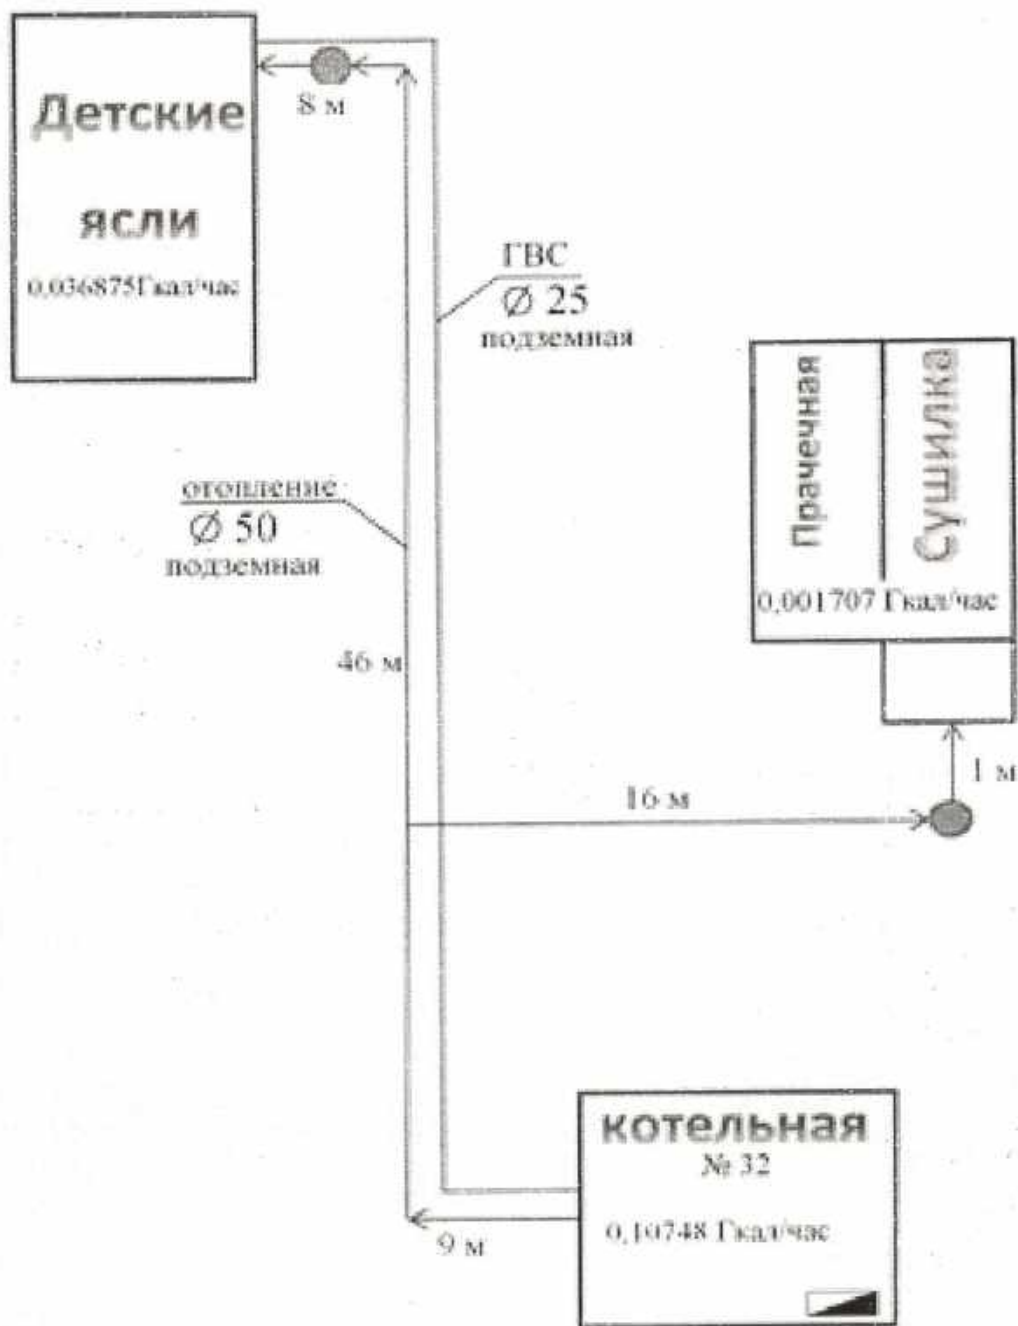 Детские
ясли
0,036875Гкал/час
8 м
ГВС
Ø 25
подземная
Прачечная
Сушилка
0,001707 Гкал/час
отопление
Ø 50
подземная
46 м
16 м
1 м
котельная
№ 32
0,10748 Гкал/час
9 м